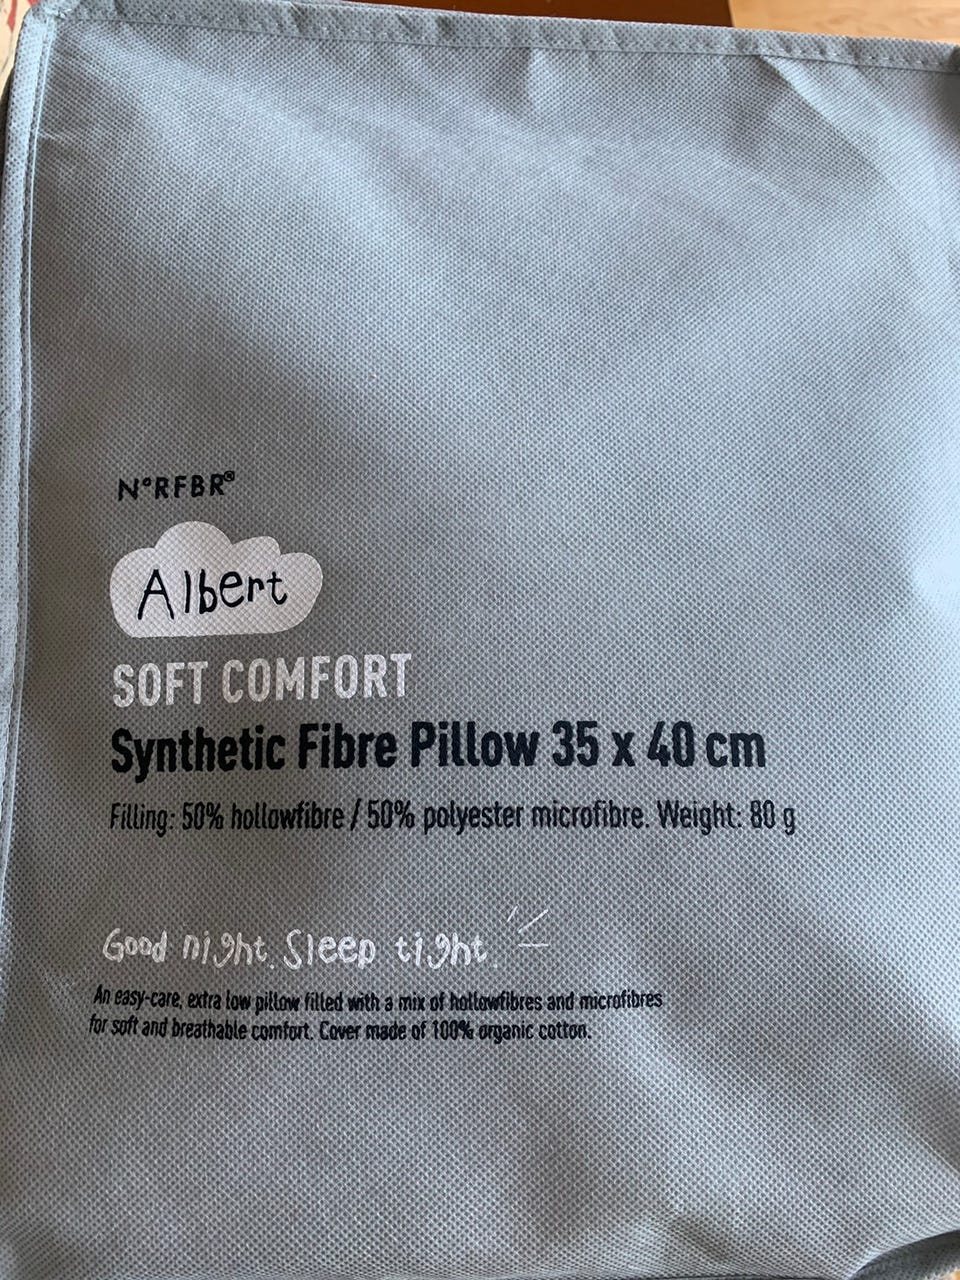 N°RFBR®
Albert
SOFT COMFORT
Synthetic Fibre Pillow 35 x 40 cm
Filling: 50% hollowfibre / 50% polyester microfibre. Weight: 80 g
Good night. Sleep tight.
An easy-care, extra low pillow filled with a mix of hollowfibres and microfibres
for soft and breathable comfort. Cover made of 100% organic cotton.